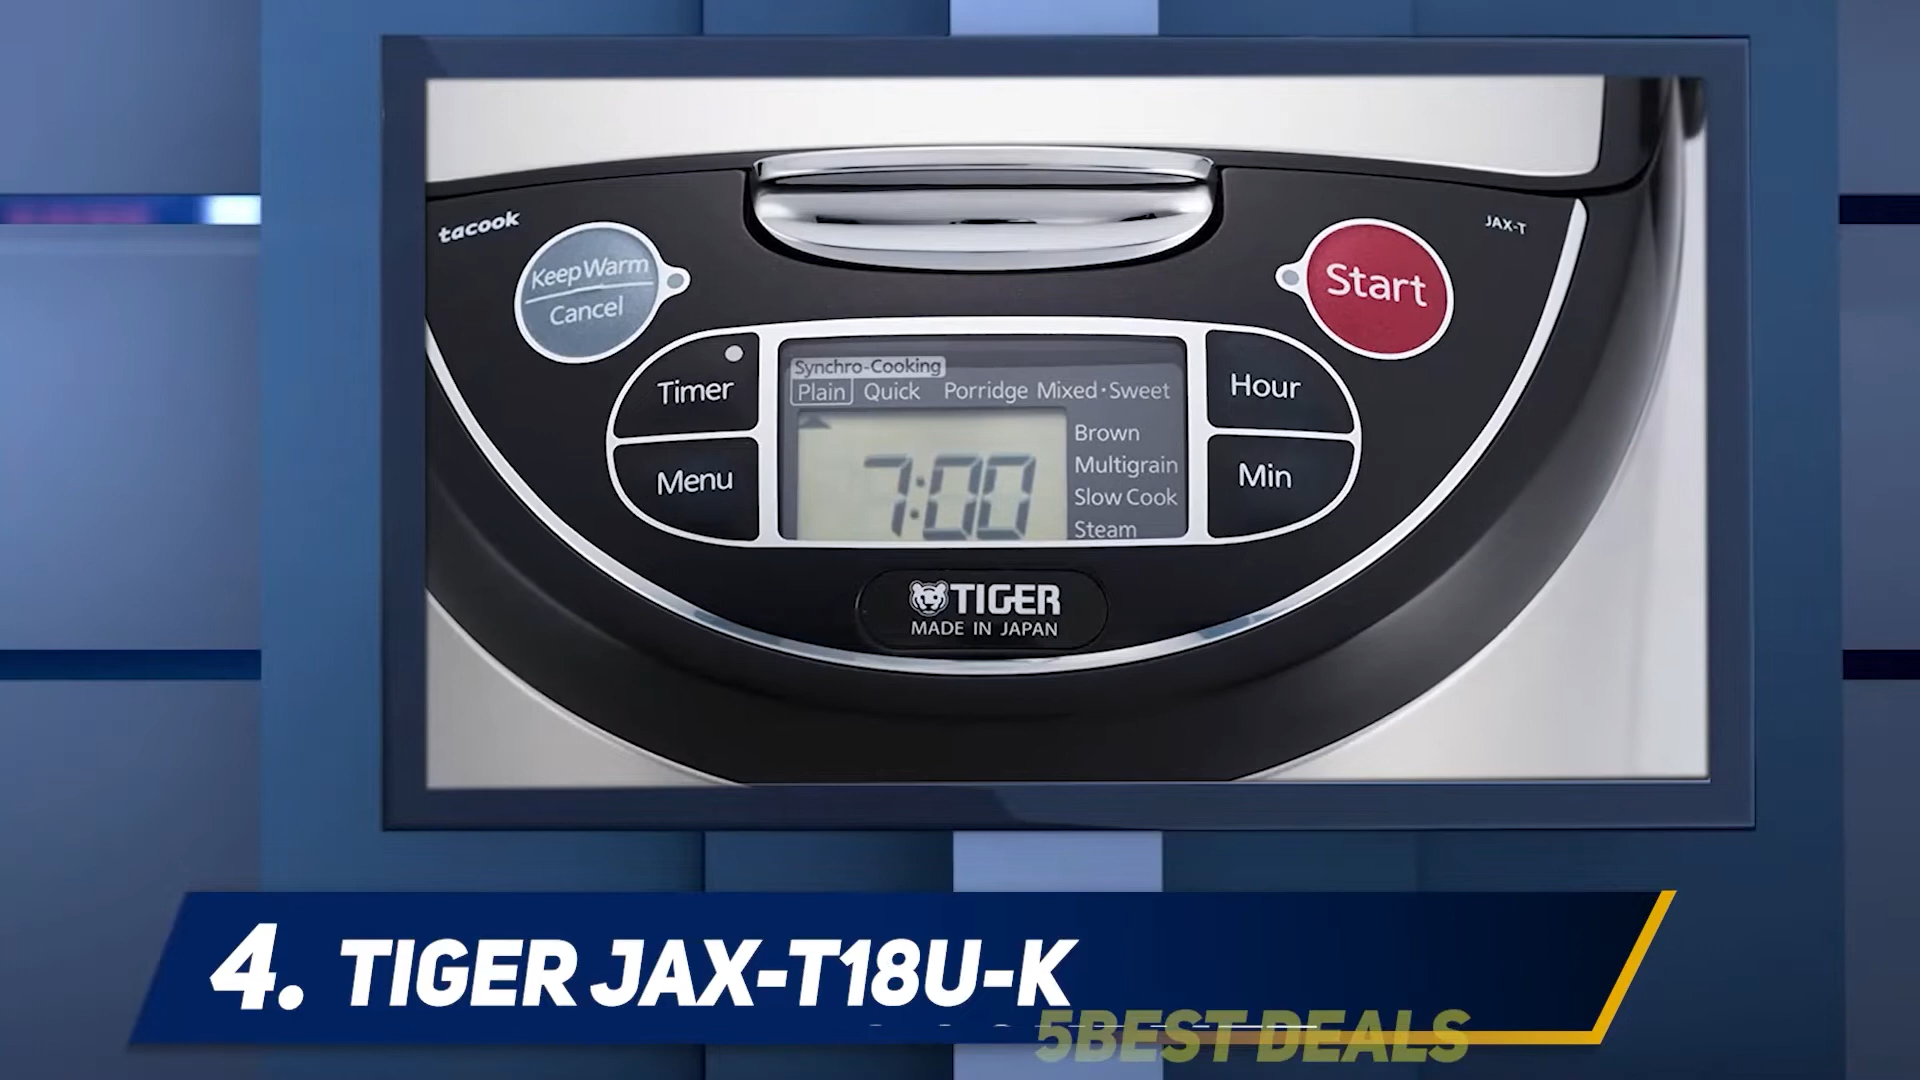 tacook
JAX-T
Keep Warm
Cancel
Start
Timer
Menu
Synchro-Cooking
Plain Quick Porridge Mixed·Sweet
Brown
Multigrain
Slow Cook
Steam
7:00
Hour
Min
TIGER
MADE IN JAPAN
4. TIGER JAX-T18U-K
5BEST DEALS